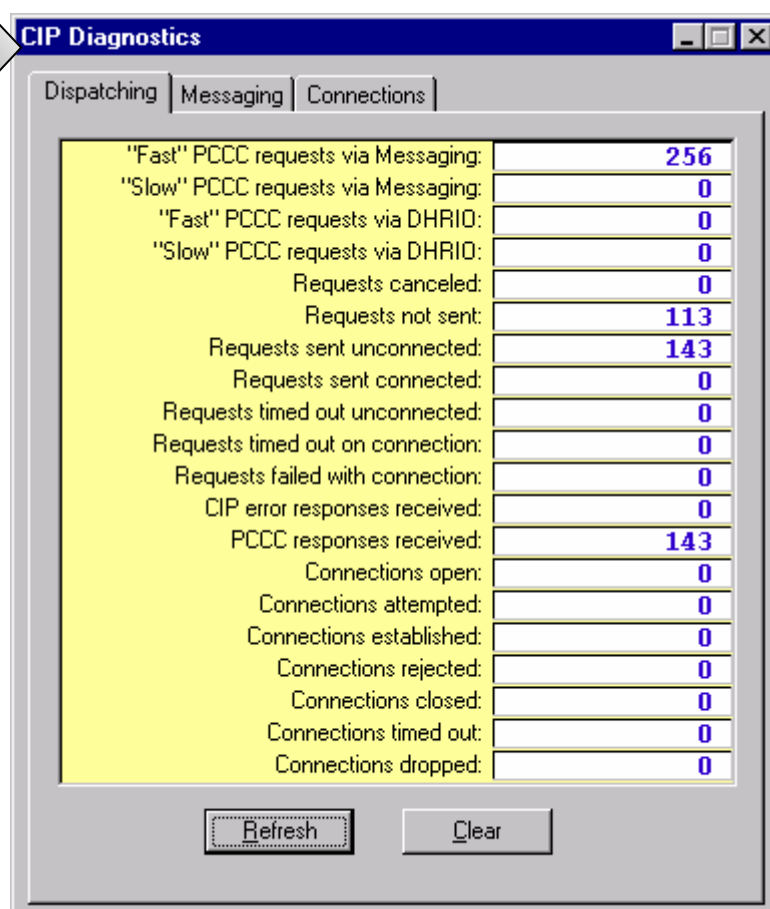 CIP Diagnostics
Dispatching Messaging Connections
"Fast" PCCC requests via Messaging: 256
"Slow" PCCC requests via Messaging: 0
"Fast" PCCC requests via DHRIO: 0
"Slow" PCCC requests via DHRIO: 0
Requests canceled: 0
Requests not sent: 113
Requests sent unconnected: 143
Requests sent connected: 0
Requests timed out unconnected: 0
Requests timed out on connection: 0
Requests failed with connection: 0
CIP error responses received: 0
PCCC responses received: 143
Connections open: 0
Connections attempted: 0
Connections established: 0
Connections rejected: 0
Connections closed: 0
Connections timed out: 0
Connections dropped: 0
Refresh Clear